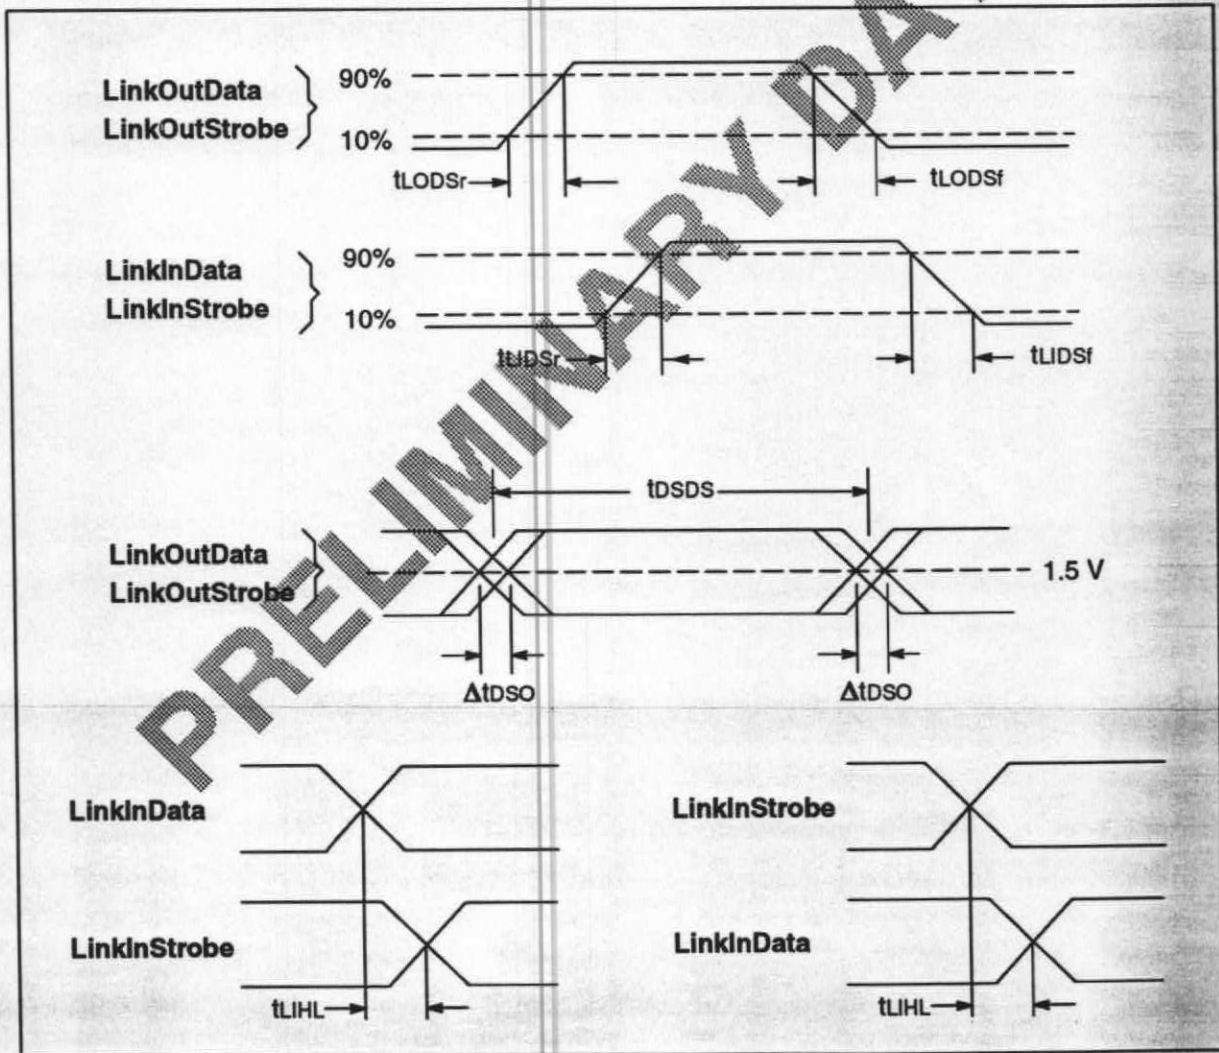 LinkOutData
LinkOutStrobe
90%
10%
tLODSr
tLODSf
LinkInData
LinkInStrobe
90%
10%
tLIDSr
tLIDSf
tDSDS
LinkOutData
LinkOutStrobe
1.5 V
ΔtDSO
ΔtDSO
LinkInData
LinkInStrobe
tLIHL
LinkInStrobe
LinkInData
tLIHL
PRELIMINARY DA